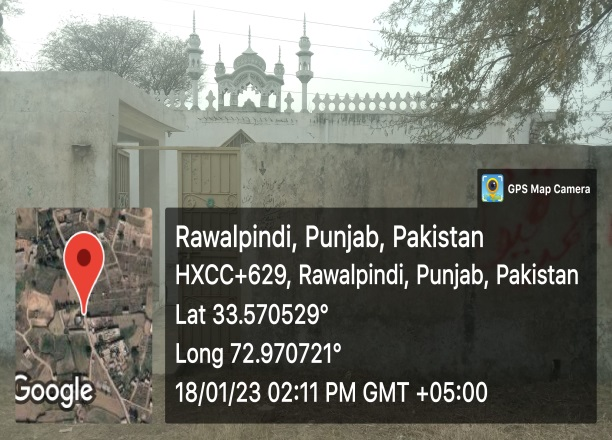 GPS Map Camera
Rawalpindi, Punjab, Pakistan
HXCC+629, Rawalpindi, Punjab, Pakistan
Lat 33.570529°
Long 72.970721°
18/01/23 02:11 PM GMT +05:00
Google